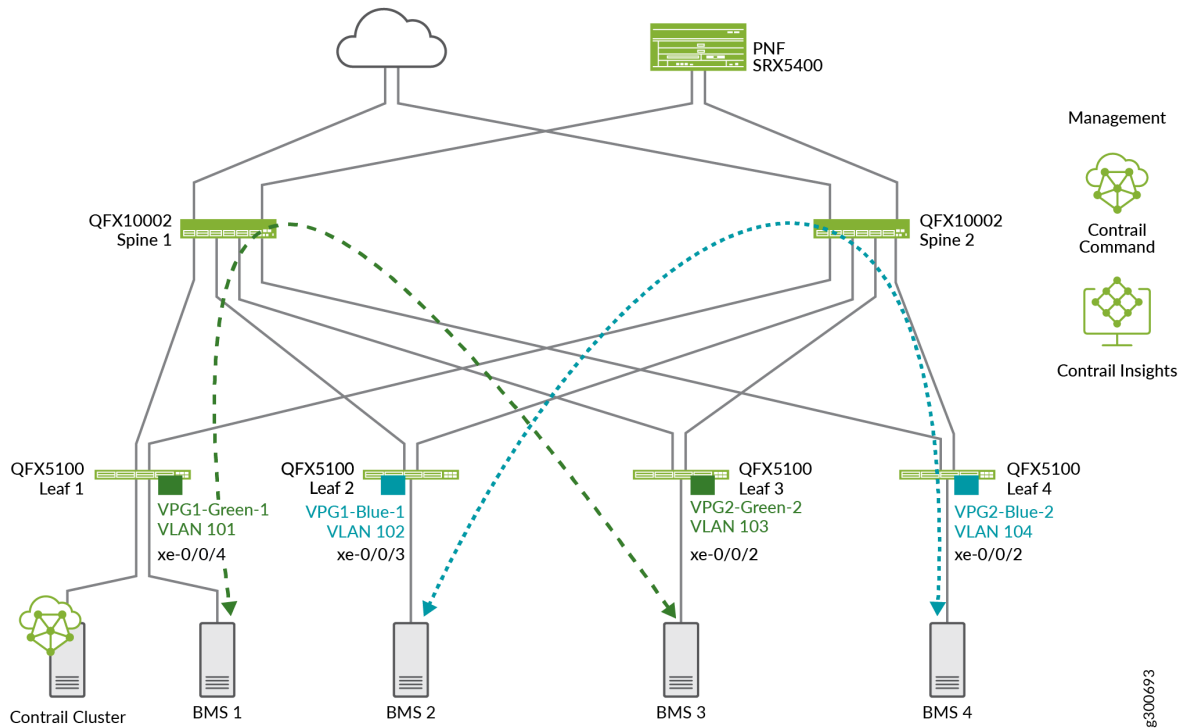 PNF
SRX5400
Management
Contrail
Command
Contrail Insights
QFX10002
Spine 1
QFX10002
Spine 2
QFX5100
Leaf 1
VPG1-Green-1
VLAN 101
xe-0/0/4
QFX5100
Leaf 2
VPG1-Blue-1
VLAN 102
xe-0/0/3
QFX5100
Leaf 3
VPG2-Green-2
VLAN 103
xe-0/0/2
QFX5100
Leaf 4
VPG2-Blue-2
VLAN 104
xe-0/0/2
Contrail Cluster
BMS 1
BMS 2
BMS 3
BMS 4
g300693